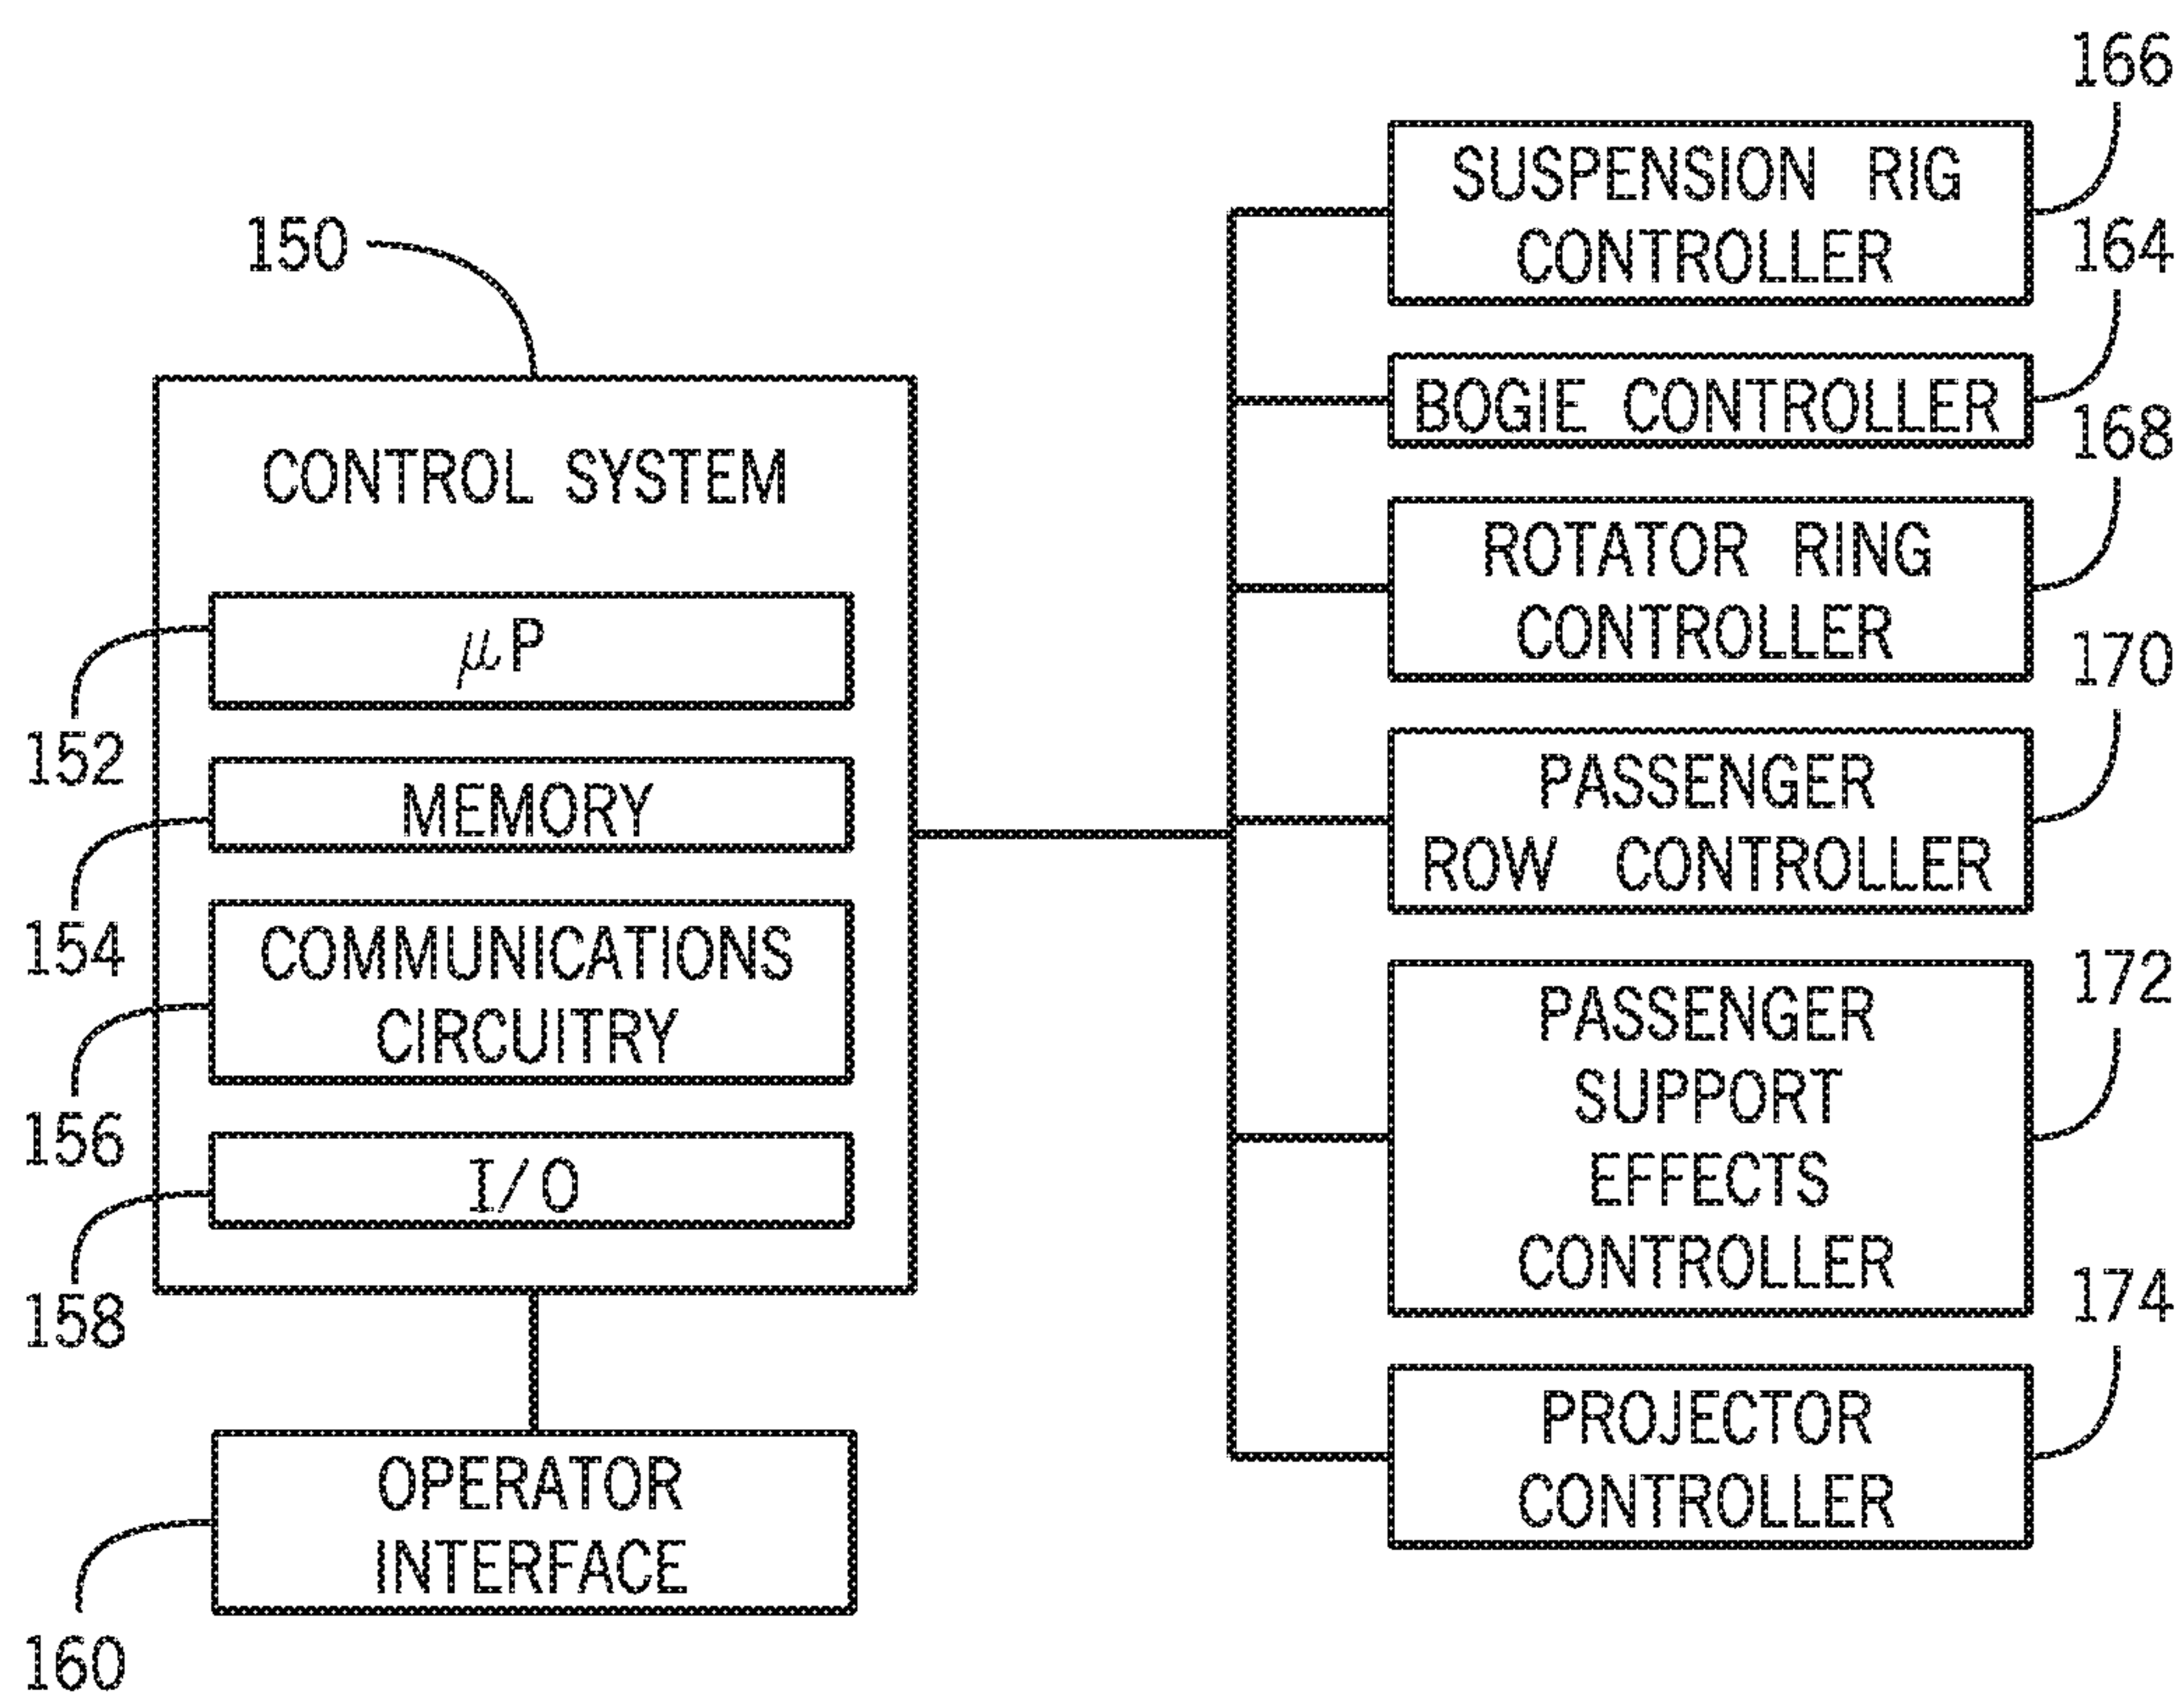 150
CONTROL SYSTEM
μP
152
MEMORY
154
COMMUNICATIONS
CIRCUITRY
156
I/O
158
OPERATOR
INTERFACE
160
166
SUSPENSION RIG
CONTROLLER
164
BOGIE CONTROLLER
168
ROTATOR RING
CONTROLLER
170
PASSENGER
ROW CONTROLLER
172
PASSENGER
SUPPORT
EFFECTS
CONTROLLER
174
PROJECTOR
CONTROLLER